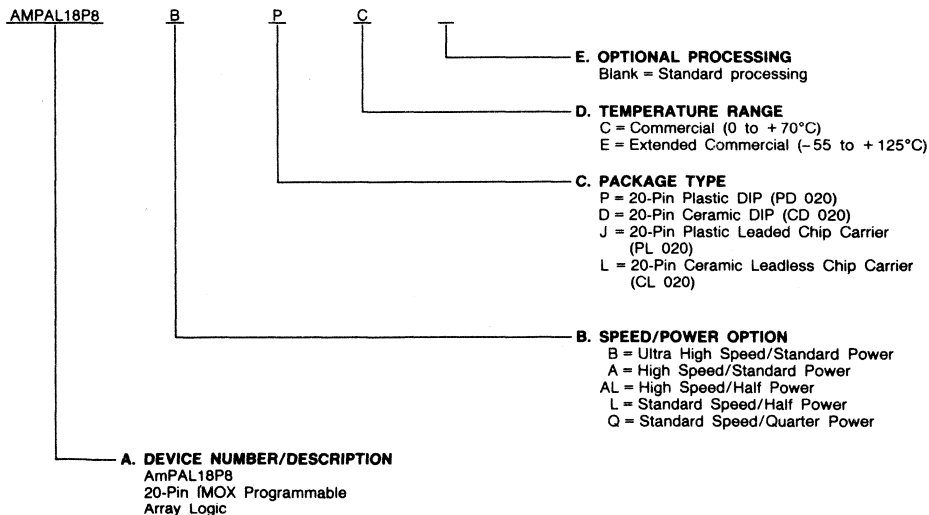 AMPAL18P8 B P C _
E. OPTIONAL PROCESSING
Blank = Standard processing
D. TEMPERATURE RANGE
C = Commercial (0 to +70°C)
E = Extended Commercial (-55 to +125°C)
C. PACKAGE TYPE
P = 20-Pin Plastic DIP (PD 020)
D = 20-Pin Ceramic DIP (CD 020)
J = 20-Pin Plastic Leaded Chip Carrier
(PL 020)
L = 20-Pin Ceramic Leadless Chip Carrier
(CL 020)
B. SPEED/POWER OPTION
B = Ultra High Speed/Standard Power
A = High Speed/Standard Power
AL = High Speed/Half Power
L = Standard Speed/Half Power
Q = Standard Speed/Quarter Power
A. DEVICE NUMBER/DESCRIPTION
AmPAL18P8
20-Pin IMOX Programmable
Array Logic